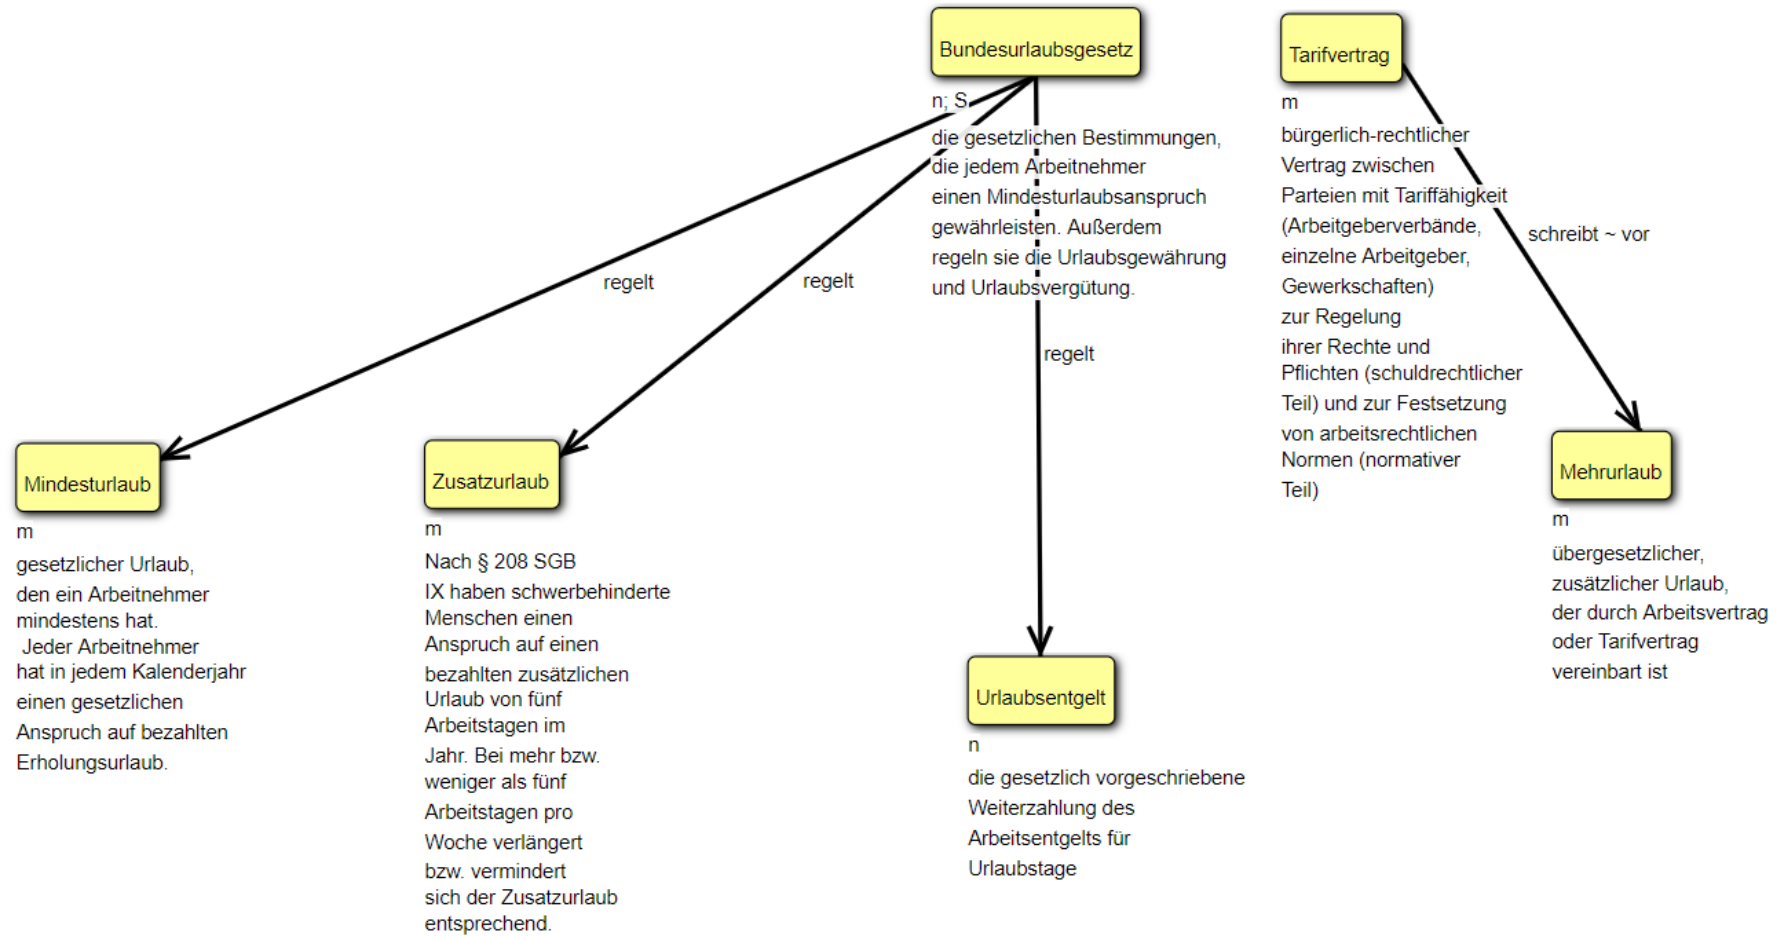 Bundesurlaubsgesetz
n; S
die gesetzlichen Bestimmungen,
die jedem Arbeitnehmer
einen Mindesturlaubsanspruch
gewährleisten. Außerdem
regeln sie die Urlaubsgewährung
und Urlaubsvergütung.
Tarifvertrag
m
bürgerlich-rechtlicher
Vertrag zwischen
Parteien mit Tariffähigkeit
(Arbeitgeberverbände,
einzelne Arbeitgeber,
Gewerkschaften)
zur Regelung
ihrer Rechte und
Pflichten (schuldrechtlicher
Teil) und zur Festsetzung
von arbeitsrechtlichen
Normen (normativer
Teil)
regelt
regelt
regelt
schreibt ~ vor
Mindesturlaub
m
gesetzlicher Urlaub,
den ein Arbeitnehmer
mindestens hat.
Jeder Arbeitnehmer
hat in jedem Kalenderjahr
einen gesetzlichen
Anspruch auf bezahlten
Erholungsurlaub.
Zusatzurlaub
m
Nach § 208 SGB
IX haben schwerbehinderte
Menschen einen
Anspruch auf einen
bezahlten zusätzlichen
Urlaub von fünf
Arbeitstagen im
Jahr. Bei mehr bzw.
weniger als fünf
Arbeitstagen pro
Woche verlängert
bzw. vermindert
sich der Zusatzurlaub
entsprechend.
Urlaubsentgelt
n
die gesetzlich vorgeschriebene
Weiterzahlung des
Arbeitsentgelts für
Urlaubstage
Mehrurlaub
m
übergesetzlicher,
zusätzlicher Urlaub,
der durch Arbeitsvertrag
oder Tarifvertrag
vereinbart ist